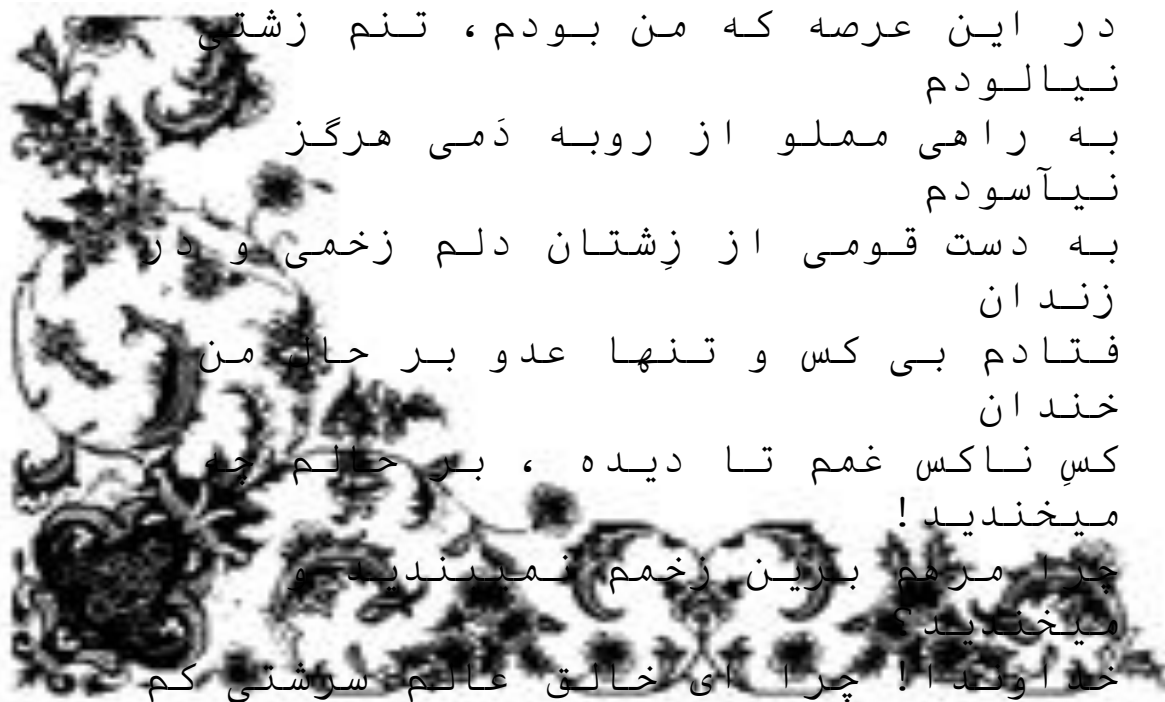 در این عرصه که من بودم، تنم زشتی
نیالودم
به راهی مملو از روبه دَمی هرگز
نیآسودم
به دست قومی از زِشتان دلم زخمی و در
زندان
فتادم بی کس و تنها عدو بر حال من
خندان
کسِ ناکس غمم تا دیده ، بر حالم چه
میخندید!
چرا مرهم برین زخمم نمیبندید و
میخندید؟
خداوندا! چرا ای خالق عالم سرشتی کم